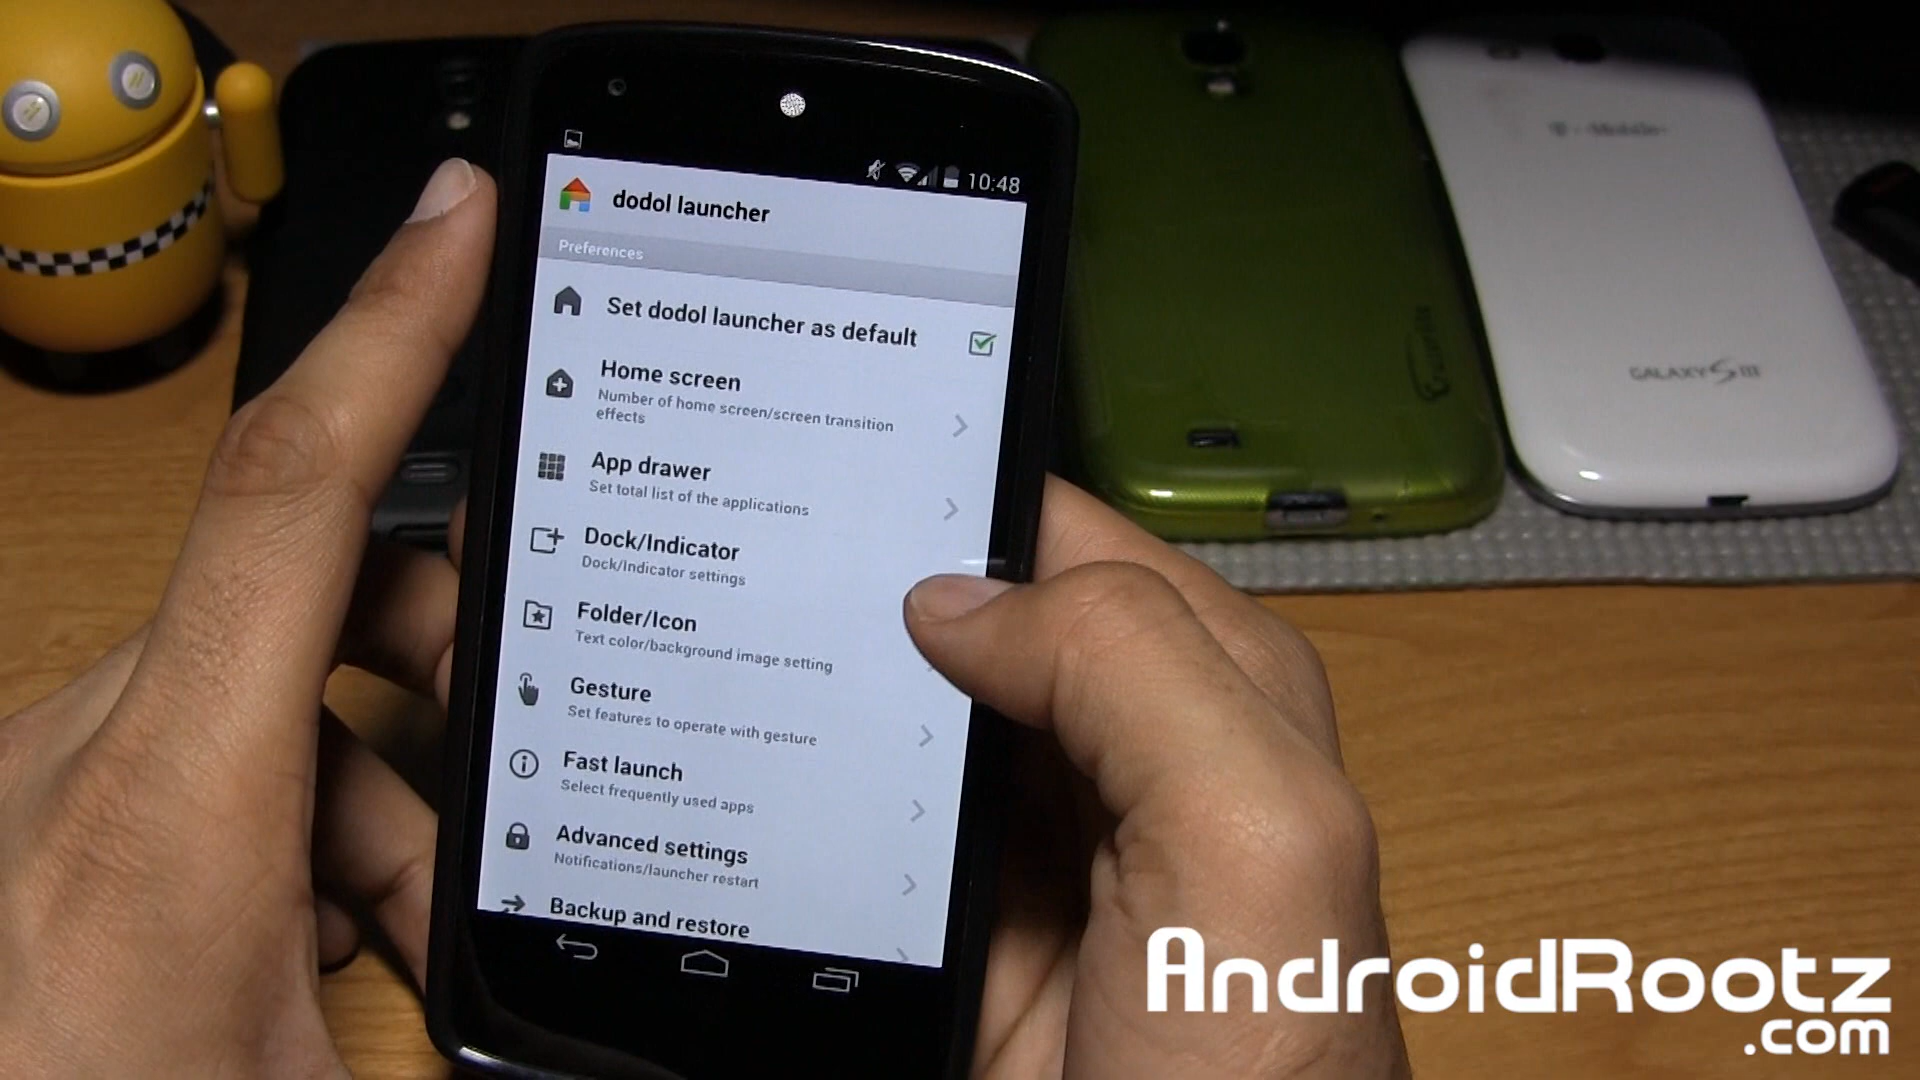 10:48
dodol launcher
Preferences
Set dodol launcher as default
Home screen
Number of home screen/screen transition
effects
App drawer
Set total list of the applications
Dock/Indicator
Dock/Indicator settings
Folder/Icon
Text color/background image setting
Gesture
Set features to operate with gesture
Fast launch
Select frequently used apps
Advanced settings
Notifications/launcher restart
Backup and restore
T-Mobile
GALAXY S III
AndroidRootz
.com